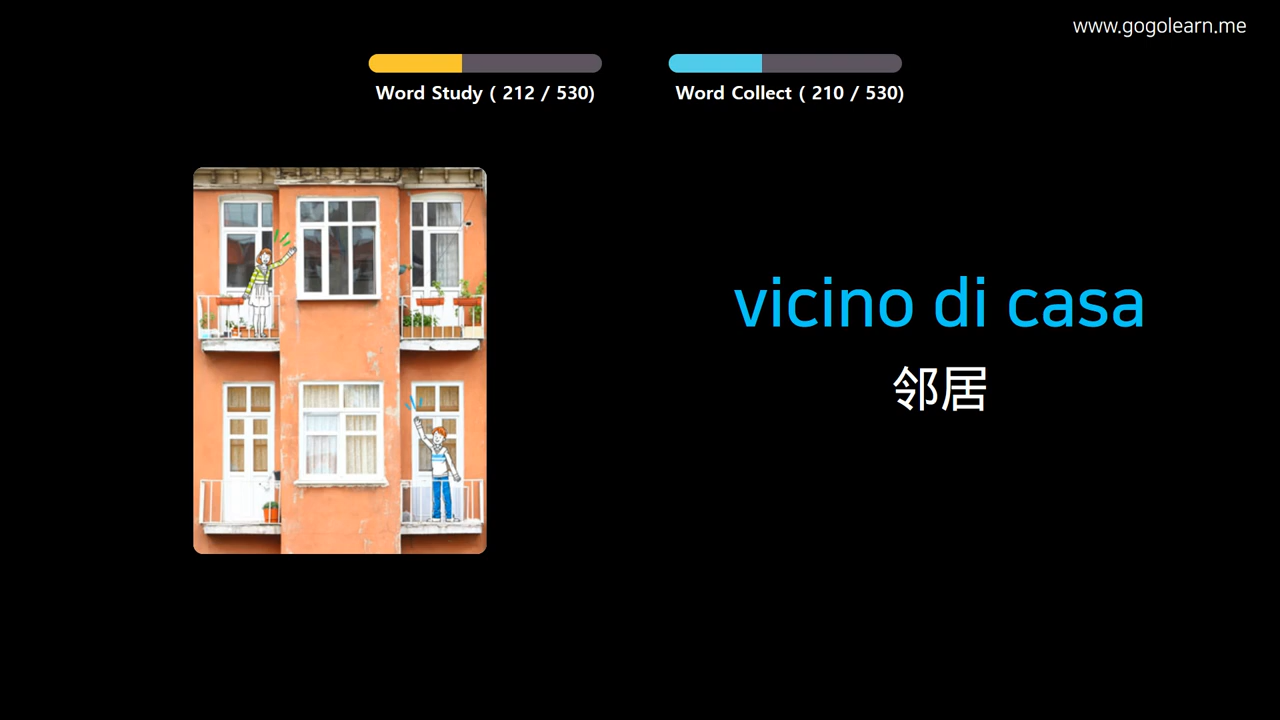 www.gogolearn.me
Word Study ( 212 / 530)
Word Collect ( 210 / 530)
vicino di casa
邻居